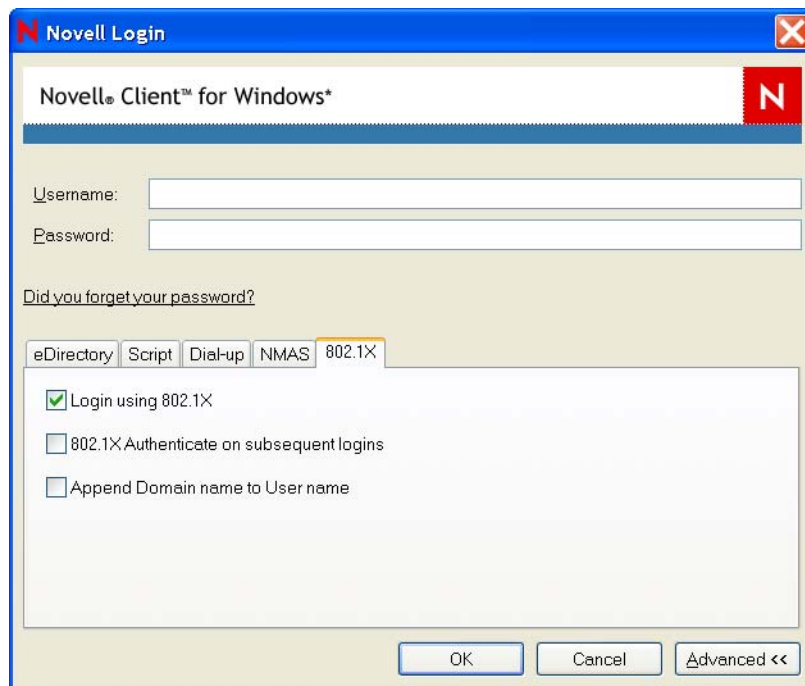 N Novell Login
Novell® Client™ for Windows*
N
Username:
Password:
Did you forget your password?
eDirectory Script Dial-up NMAS 802.1X
Login using 802.1X
802.1X Authenticate on subsequent logins
Append Domain name to User name
OK Cancel Advanced <<